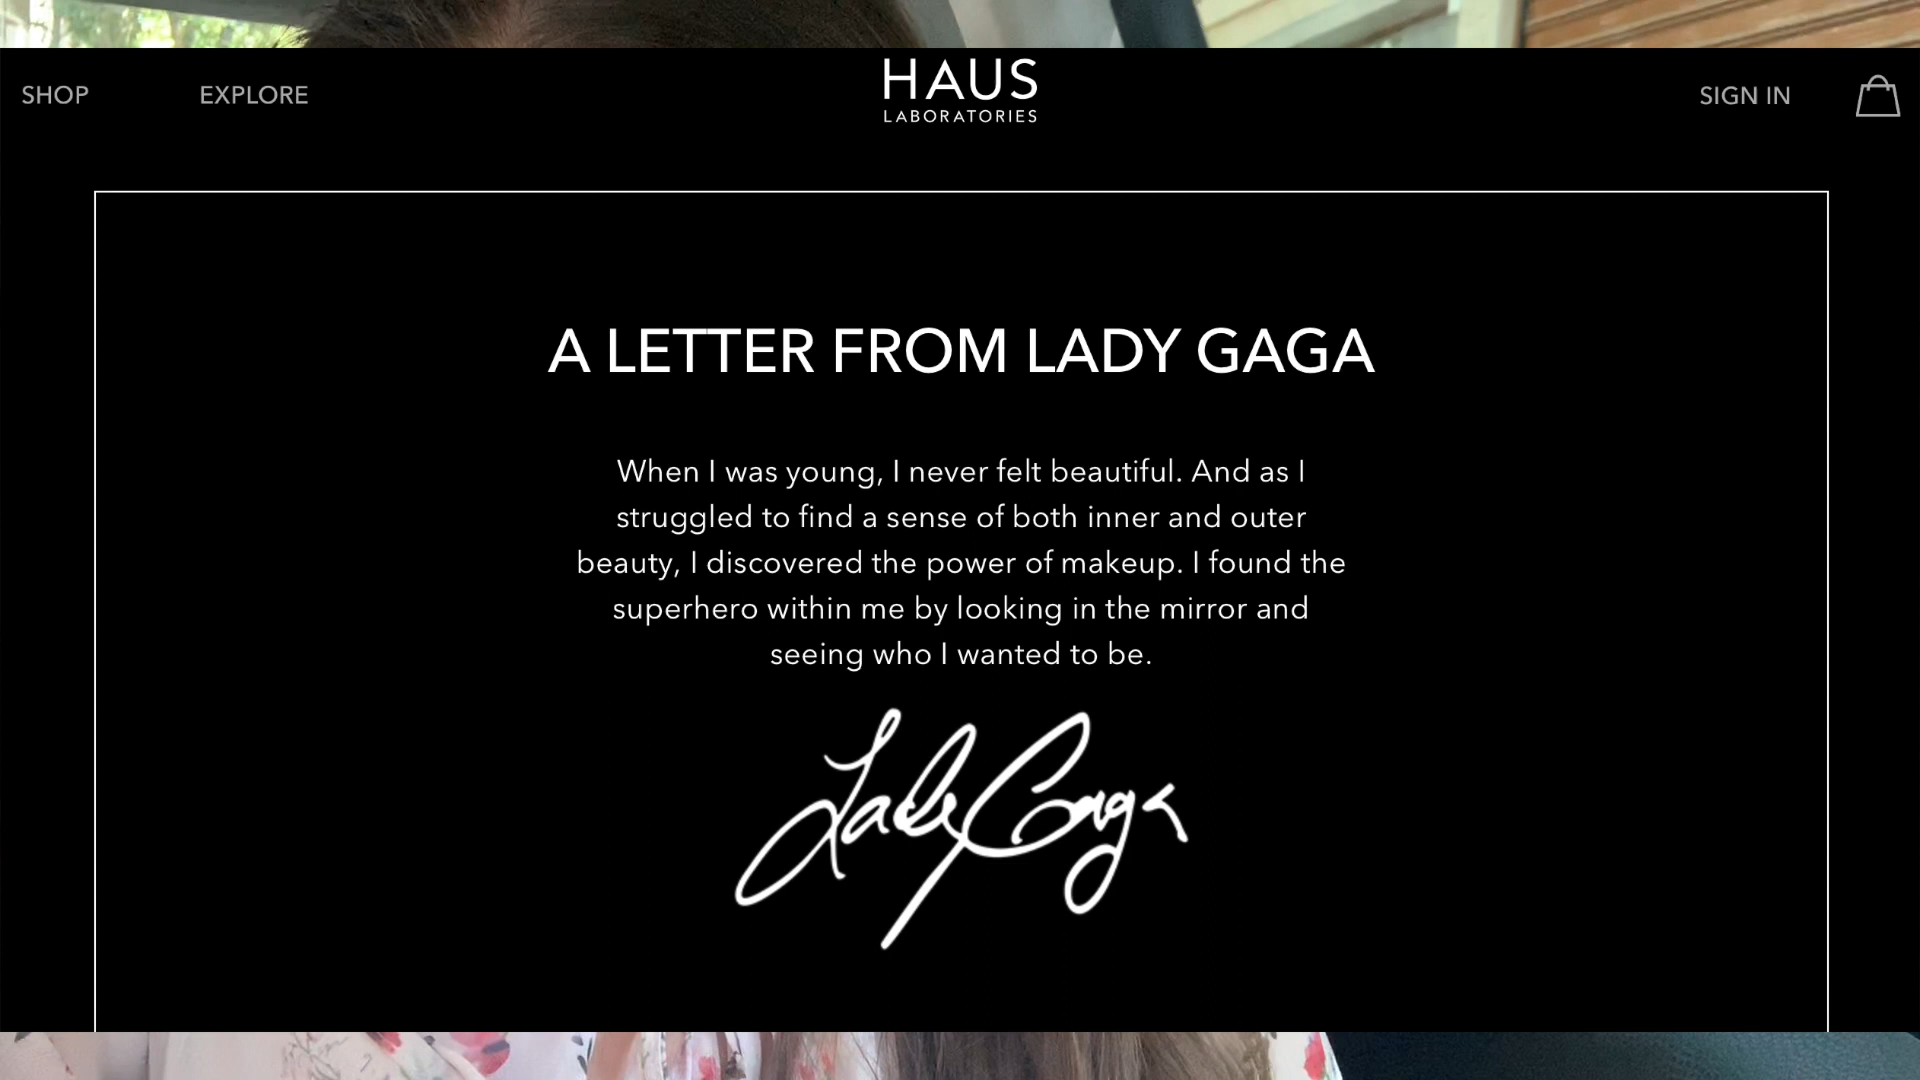 SHOP
EXPLORE
HAUS
LABORATORIES
SIGN IN
A LETTER FROM LADY GAGA
When I was young, I never felt beautiful. And as I
struggled to find a sense of both inner and outer
beauty, I discovered the power of makeup. I found the
superhero within me by looking in the mirror and
seeing who I wanted to be.
Lady Gaga